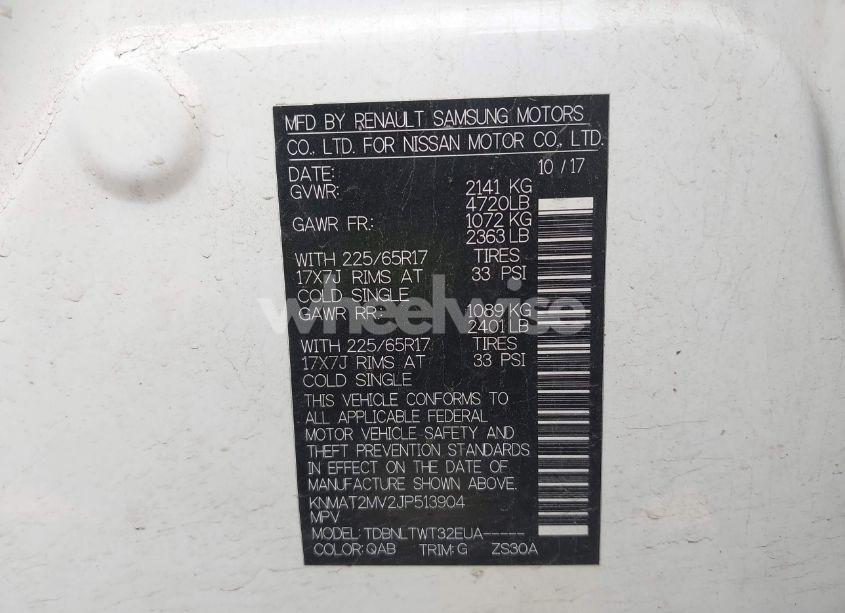 MFD BY RENAULT SAMSUNG MOTORS
CO., LTD. FOR NISSAN MOTOR CO., LTD.
DATE: 10 / 17
GVWR: 2141 KG
4720LB
GAWR FR.: 1072 KG
2363 LB
WITH 225/65R17 TIRES
17X7J RIMS AT 33 PSI
COLD SINGLE
GAWR RR.: 1089 KG
2401 LB
WITH 225/65R17 TIRES
17X7J RIMS AT 33 PSI
COLD SINGLE
THIS VEHICLE CONFORMS TO
ALL APPLICABLE FEDERAL
MOTOR VEHICLE SAFETY AND
THEFT PREVENTION STANDARDS
IN EFFECT ON THE DATE OF
MANUFACTURE SHOWN ABOVE.
KNMAT2MV2JP513904
MPV
MODEL: TDBNLTWT32EUA-----
COLOR: QAB TRIM: G ZS30A
wheelwise